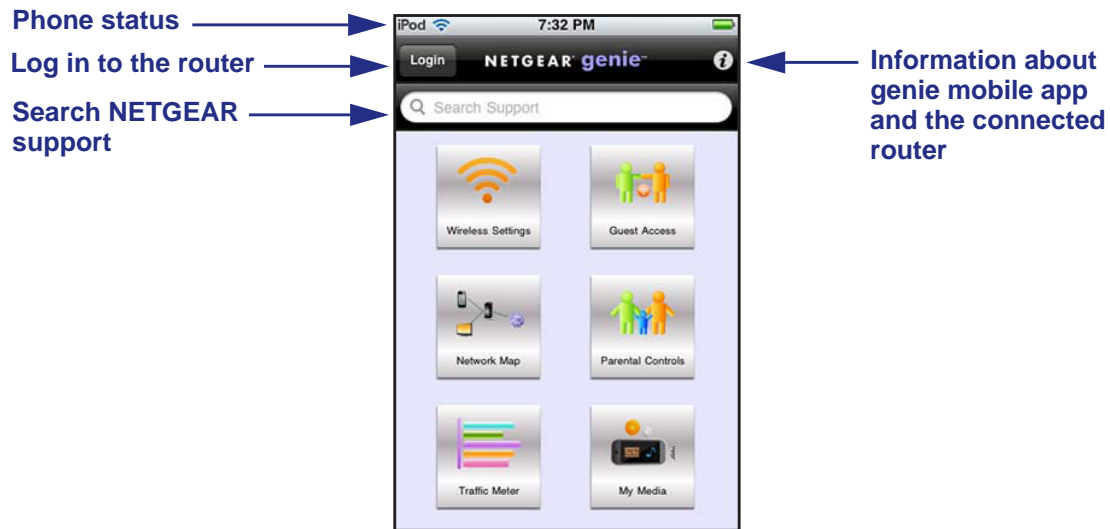 Phone status
Log in to the router
Search NETGEAR
support
iPod 7:32 PM
Login NETGEAR® genie™
Search Support
Wireless Settings Guest Access
Network Map Parental Controls
Traffic Meter My Media
Information about
genie mobile app
and the connected
router